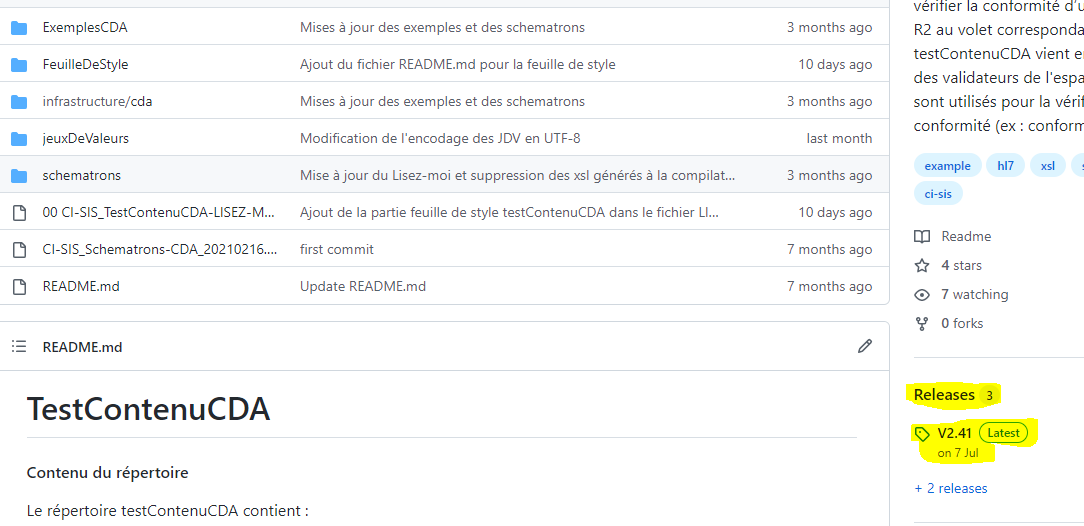 ExemplesCDA Mises à jour des exemples et des schematrons 3 months ago
FeuilleDeStyle Ajout du fichier README.md pour la feuille de style 10 days ago
infrastructure/cda Mises à jour des exemples et des schematrons 3 months ago
jeuxDeValeurs Modification de l'encodage des JDV en UTF-8 last month
schematrons Mise à jour du Lisez-moi et suppression des xsl générés à la compilat... 3 months ago
00 CI-SIS_TestContenuCDA-LISEZ-M... Ajout de la partie feuille de style testContenuCDA dans le fichier LI... 10 days ago
CI-SIS_Schematrons-CDA_20210216.... first commit 7 months ago
README.md Update README.md 7 months ago
README.md
TestContenuCDA
Contenu du répertoire
Le répertoire testContenuCDA contient :
vérifier la conformité d'u
R2 au volet corresponda
testContenuCDA vient e
des validateurs de l'espa
sont utilisés pour la vérif
conformité (ex : conform
example hl7 xsl
ci-sis
Readme
4 stars
7 watching
0 forks
Releases 3
V2.41 Latest
on 7 Jul
+ 2 releases